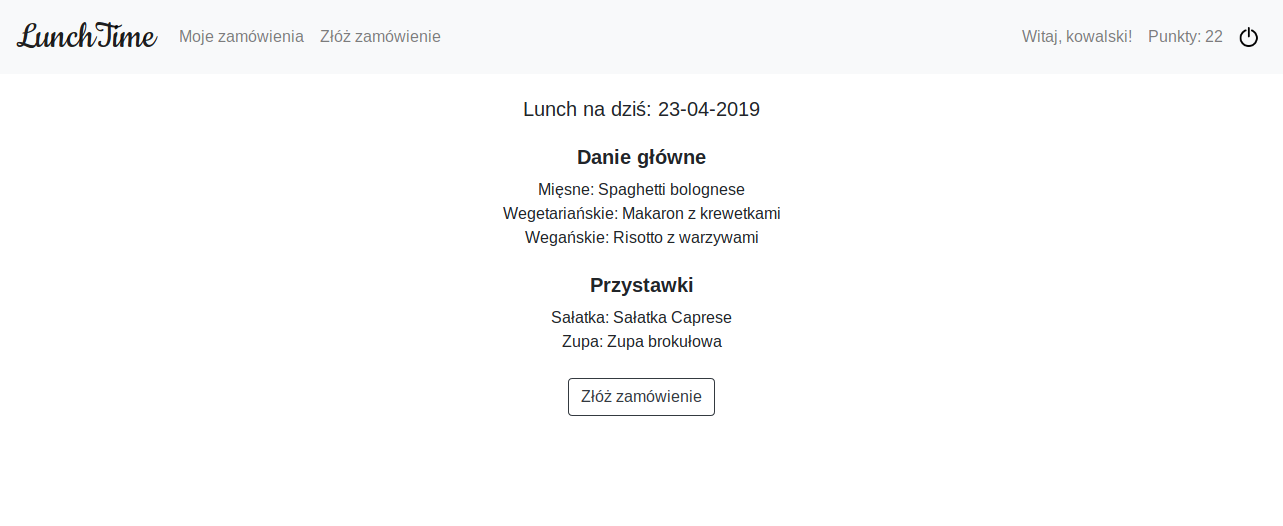 LunchTime Moje zamówienia Złóż zamówienie Witaj, kowalski! Punkty: 22
Lunch na dziś: 23-04-2019
Danie główne
Mięsne: Spaghetti bolognese
Wegetariańskie: Makaron z krewetkami
Wegańskie: Risotto z warzywami
Przystawki
Sałatka: Sałatka Caprese
Zupa: Zupa brokułowa
Złóż zamówienie